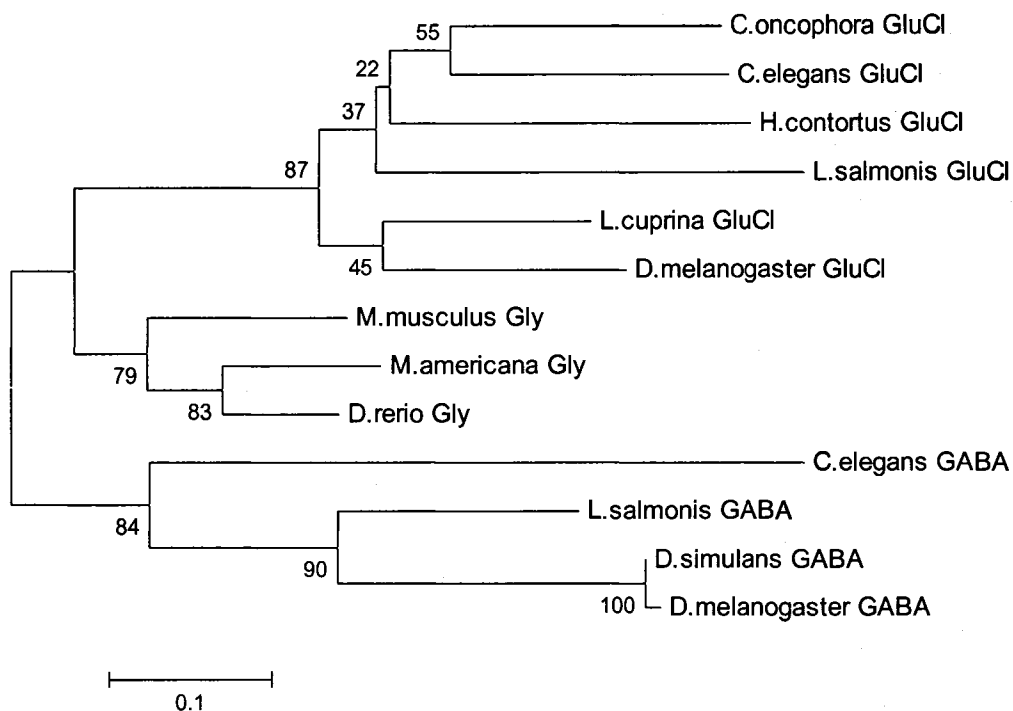 55
C.oncophora GluCl
C.elegans GluCl
22
H.contortus GluCl
37
L.salmonis GluCl
87
L.cuprina GluCl
45
D.melanogaster GluCl
M.musculus Gly
79
M.americana Gly
83
D.rerio Gly
C.elegans GABA
84
L.salmonis GABA
90
D.simulans GABA
100
D.melanogaster GABA
0.1